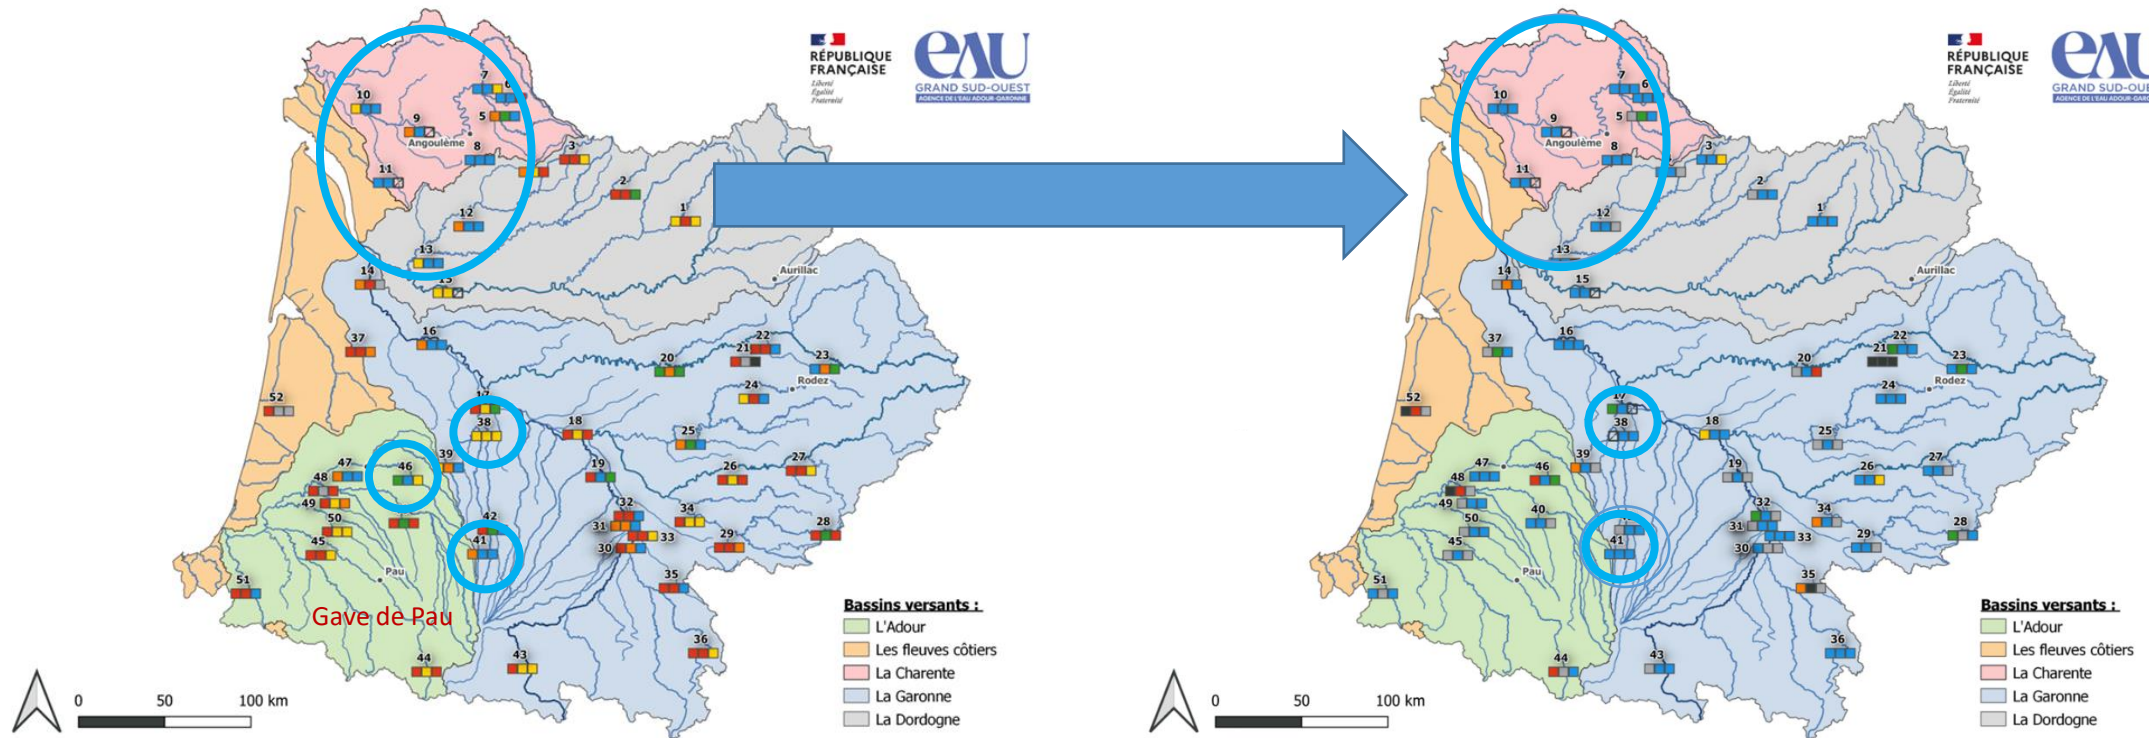 RÉPUBLIQUE
FRANÇAISE
Liberté
Égalité
Fraternité
eau
GRAND SUD-OUEST
AGENCE DE L'EAU ADOUR-GARONNE
7
6
10
5
9
Angoulême
8
3
11
2
12
1
13
14
Aurillac
15
16
37
22
21
20
23
Rodez
24
52
17
38
18
25
39
47
46
19
26
27
48
49
32
34
50
42
31
28
45
41
33
29
30
Pau
51
35
Gave de Pau
36
44
43
0
50
100 km
Bassins versants :
L'Adour
Les fleuves côtiers
La Charente
La Garonne
La Dordogne
RÉPUBLIQUE
FRANÇAISE
Liberté
Égalité
Fraternité
eau
GRAND SUD-OUE
AGENCE DE L'EAU ADOUR-GARON
7
6
10
5
9
Angoulême
8
3
11
2
12
1
13
14
Aurillac
15
16
37
22
21
20
23
Rodez
24
52
17
38
18
25
39
47
46
19
26
27
48
49
40
32
34
50
31
28
45
41
33
29
30
Pau
51
35
36
44
43
0
50
100 km
Bassins versants :
L'Adour
Les fleuves côtiers
La Charente
La Garonne
La Dordogne